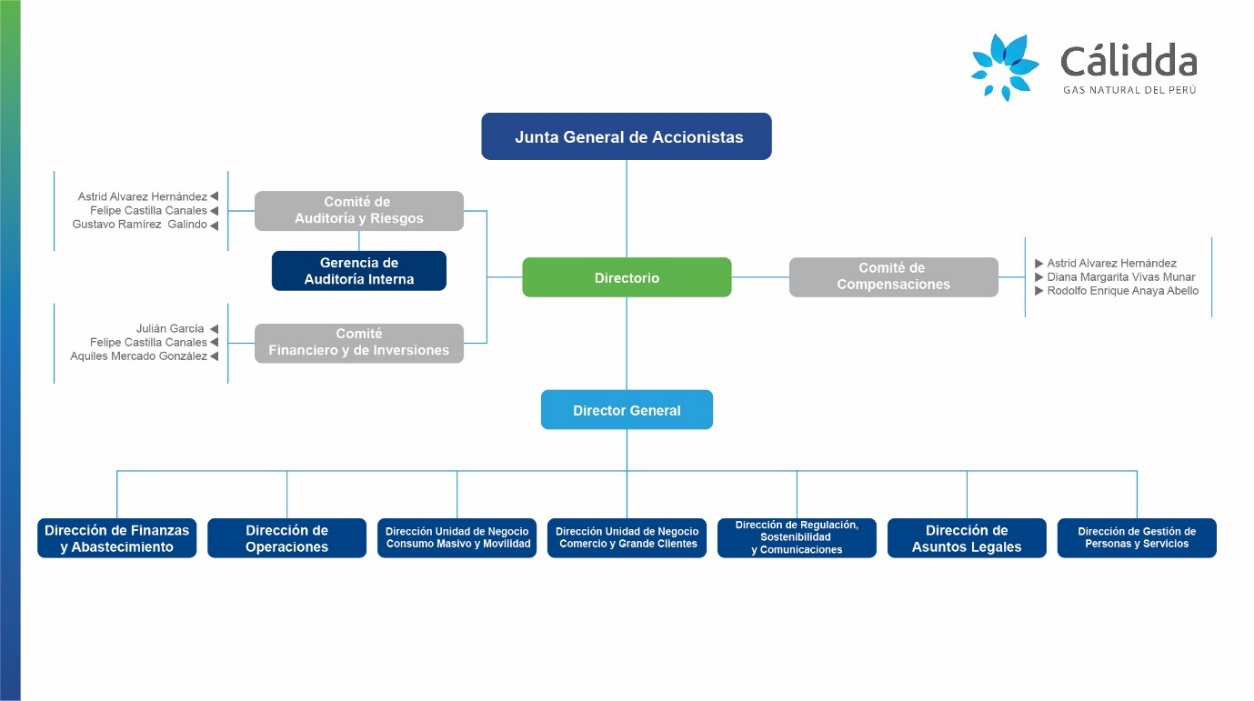 Cálidda
GAS NATURAL DEL PERÚ
Junta General de Accionistas
Astrid Alvarez Hernández
Felipe Castilla Canales
Gustavo Ramírez Galindo
Comité de
Auditoría y Riesgos
Gerencia de
Auditoría Interna
Directorio
Comité de
Compensaciones
Astrid Alvarez Hernández
Diana Margarita Vivas Munar
Rodolfo Enrique Anaya Abello
Julián García
Felipe Castilla Canales
Aquiles Mercado González
Comité
Financiero y de Inversiones
Director General
Dirección de Finanzas
y Abastecimiento
Dirección de
Operaciones
Dirección Unidad de Negocio
Consumo Masivo y Movilidad
Dirección Unidad de Negocio
Comercio y Grande Clientes
Dirección de Regulación,
Sostenibilidad
y Comunicaciones
Dirección de
Asuntos Legales
Dirección de Gestión de
Personas y Servicios